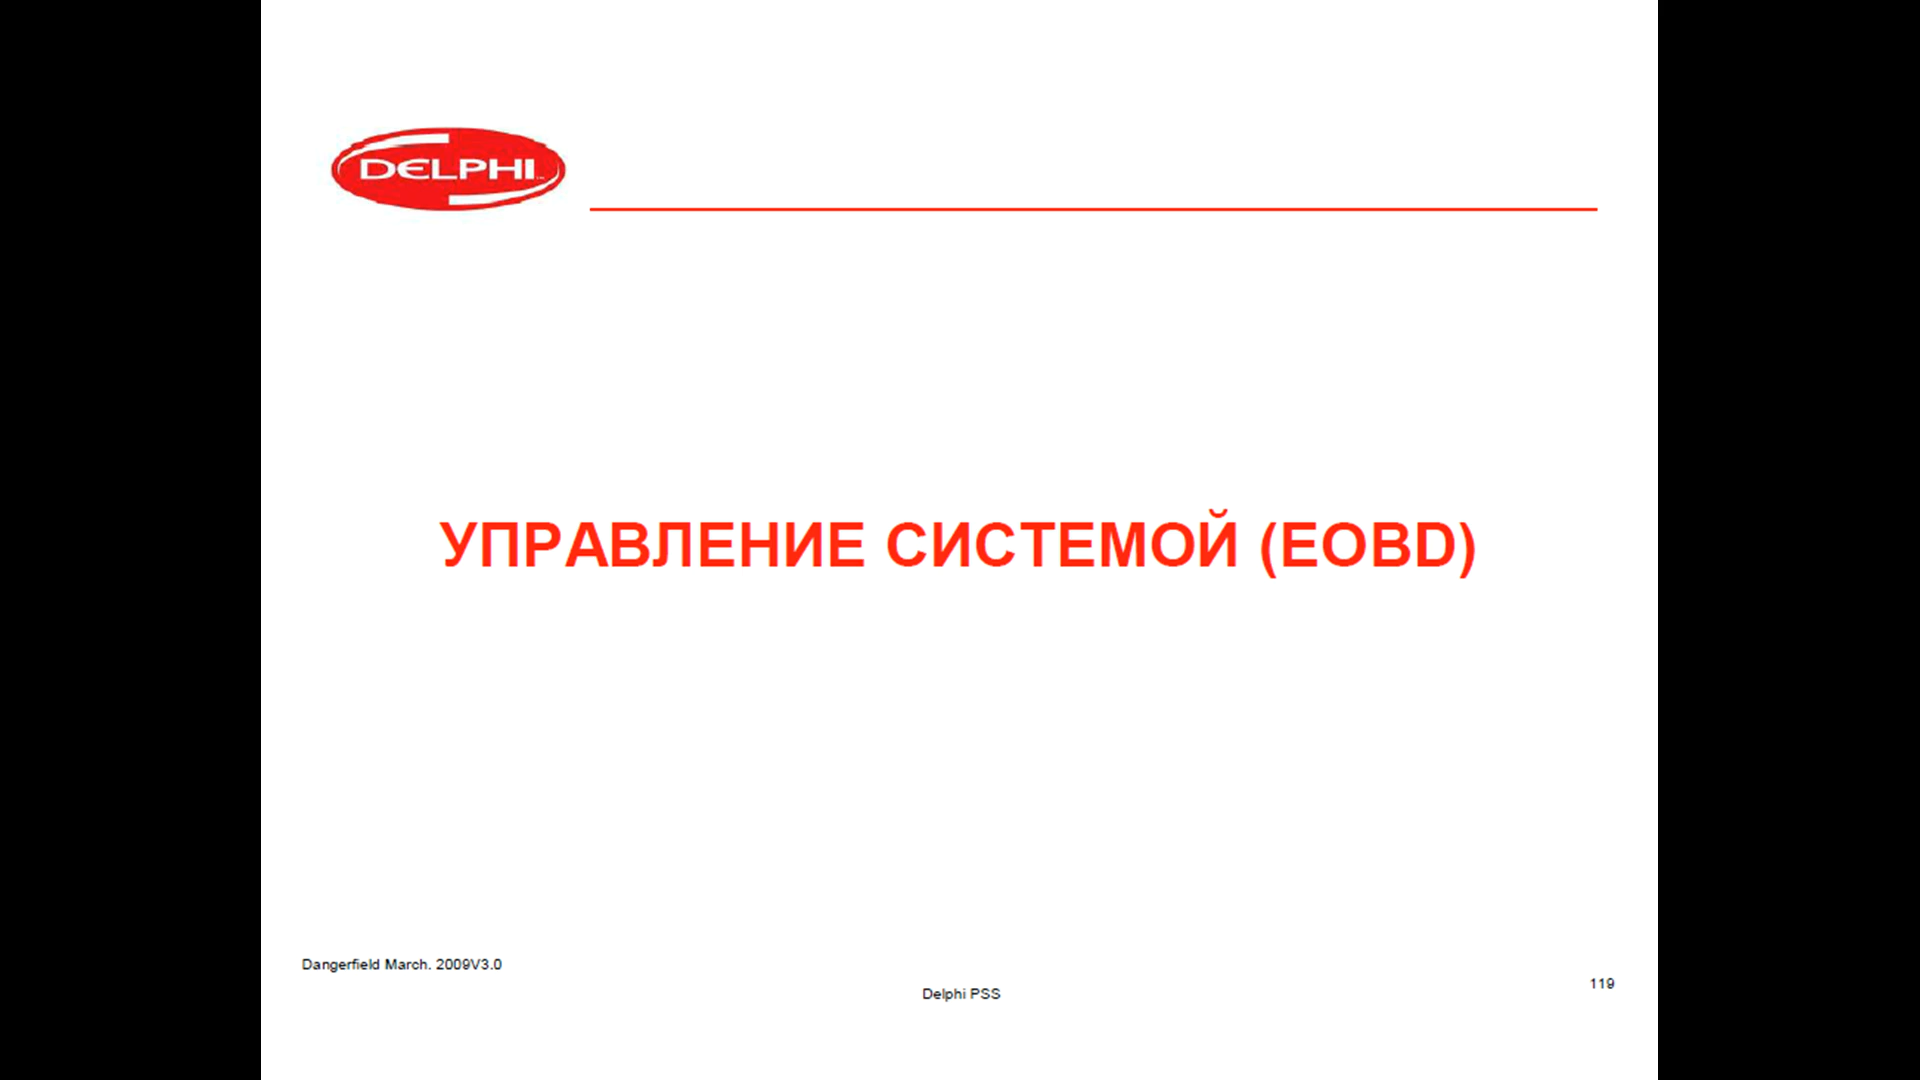 DELPHI
УПРАВЛЕНИЕ СИСТЕМОЙ (EOBD)
Dangerfield March. 2009V3.0
Delphi PSS
119